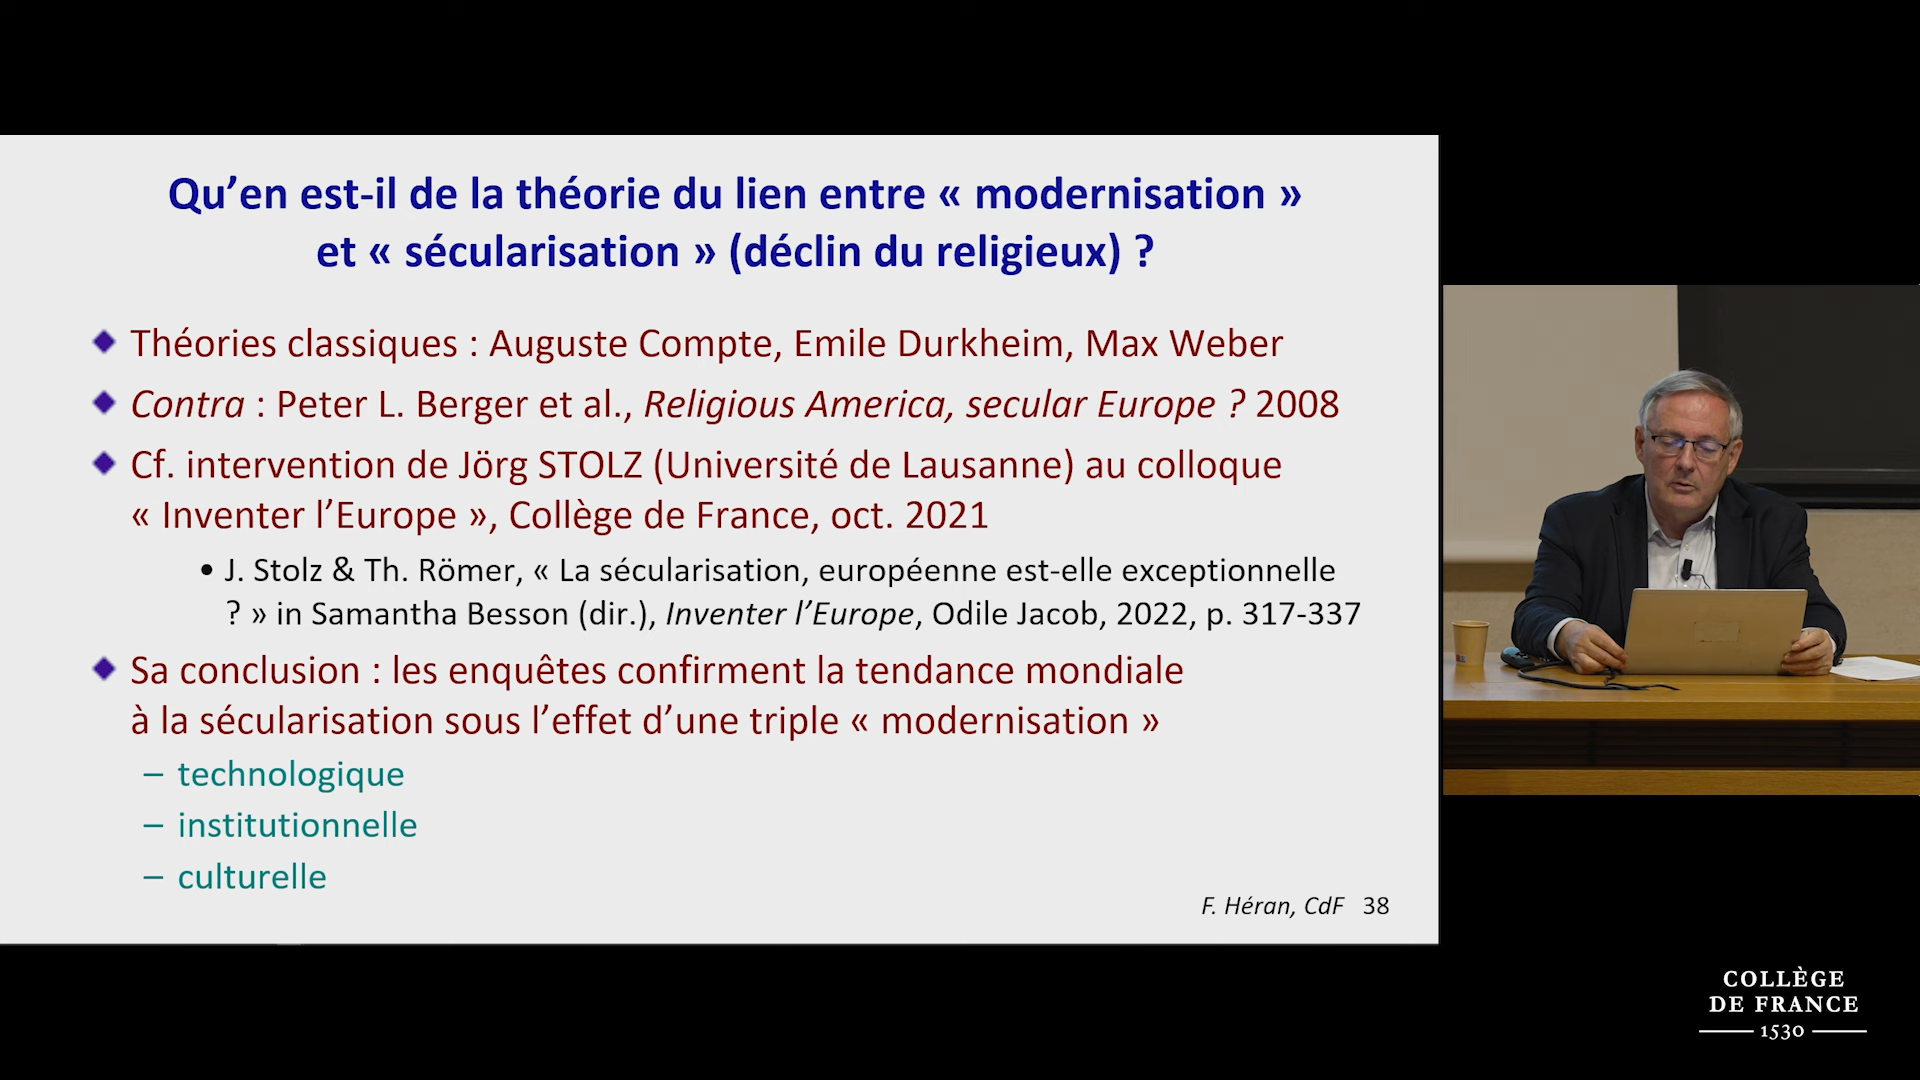 Qu’en est-il de la théorie du lien entre « modernisation »
et « sécularisation » (déclin du religieux) ?
Théories classiques : Auguste Compte, Emile Durkheim, Max Weber
Contra : Peter L. Berger et al., Religious America, secular Europe ? 2008
Cf. intervention de Jörg STOLZ (Université de Lausanne) au colloque
« Inventer l’Europe », Collège de France, oct. 2021
• J. Stolz & Th. Römer, « La sécularisation, européenne est-elle exceptionnelle
? » in Samantha Besson (dir.), Inventer l’Europe, Odile Jacob, 2022, p. 317-337
Sa conclusion : les enquêtes confirment la tendance mondiale
à la sécularisation sous l’effet d’une triple « modernisation »
– technologique
– institutionnelle
– culturelle
F. Héran, CdF 38
COLLÈGE
DE FRANCE
1530